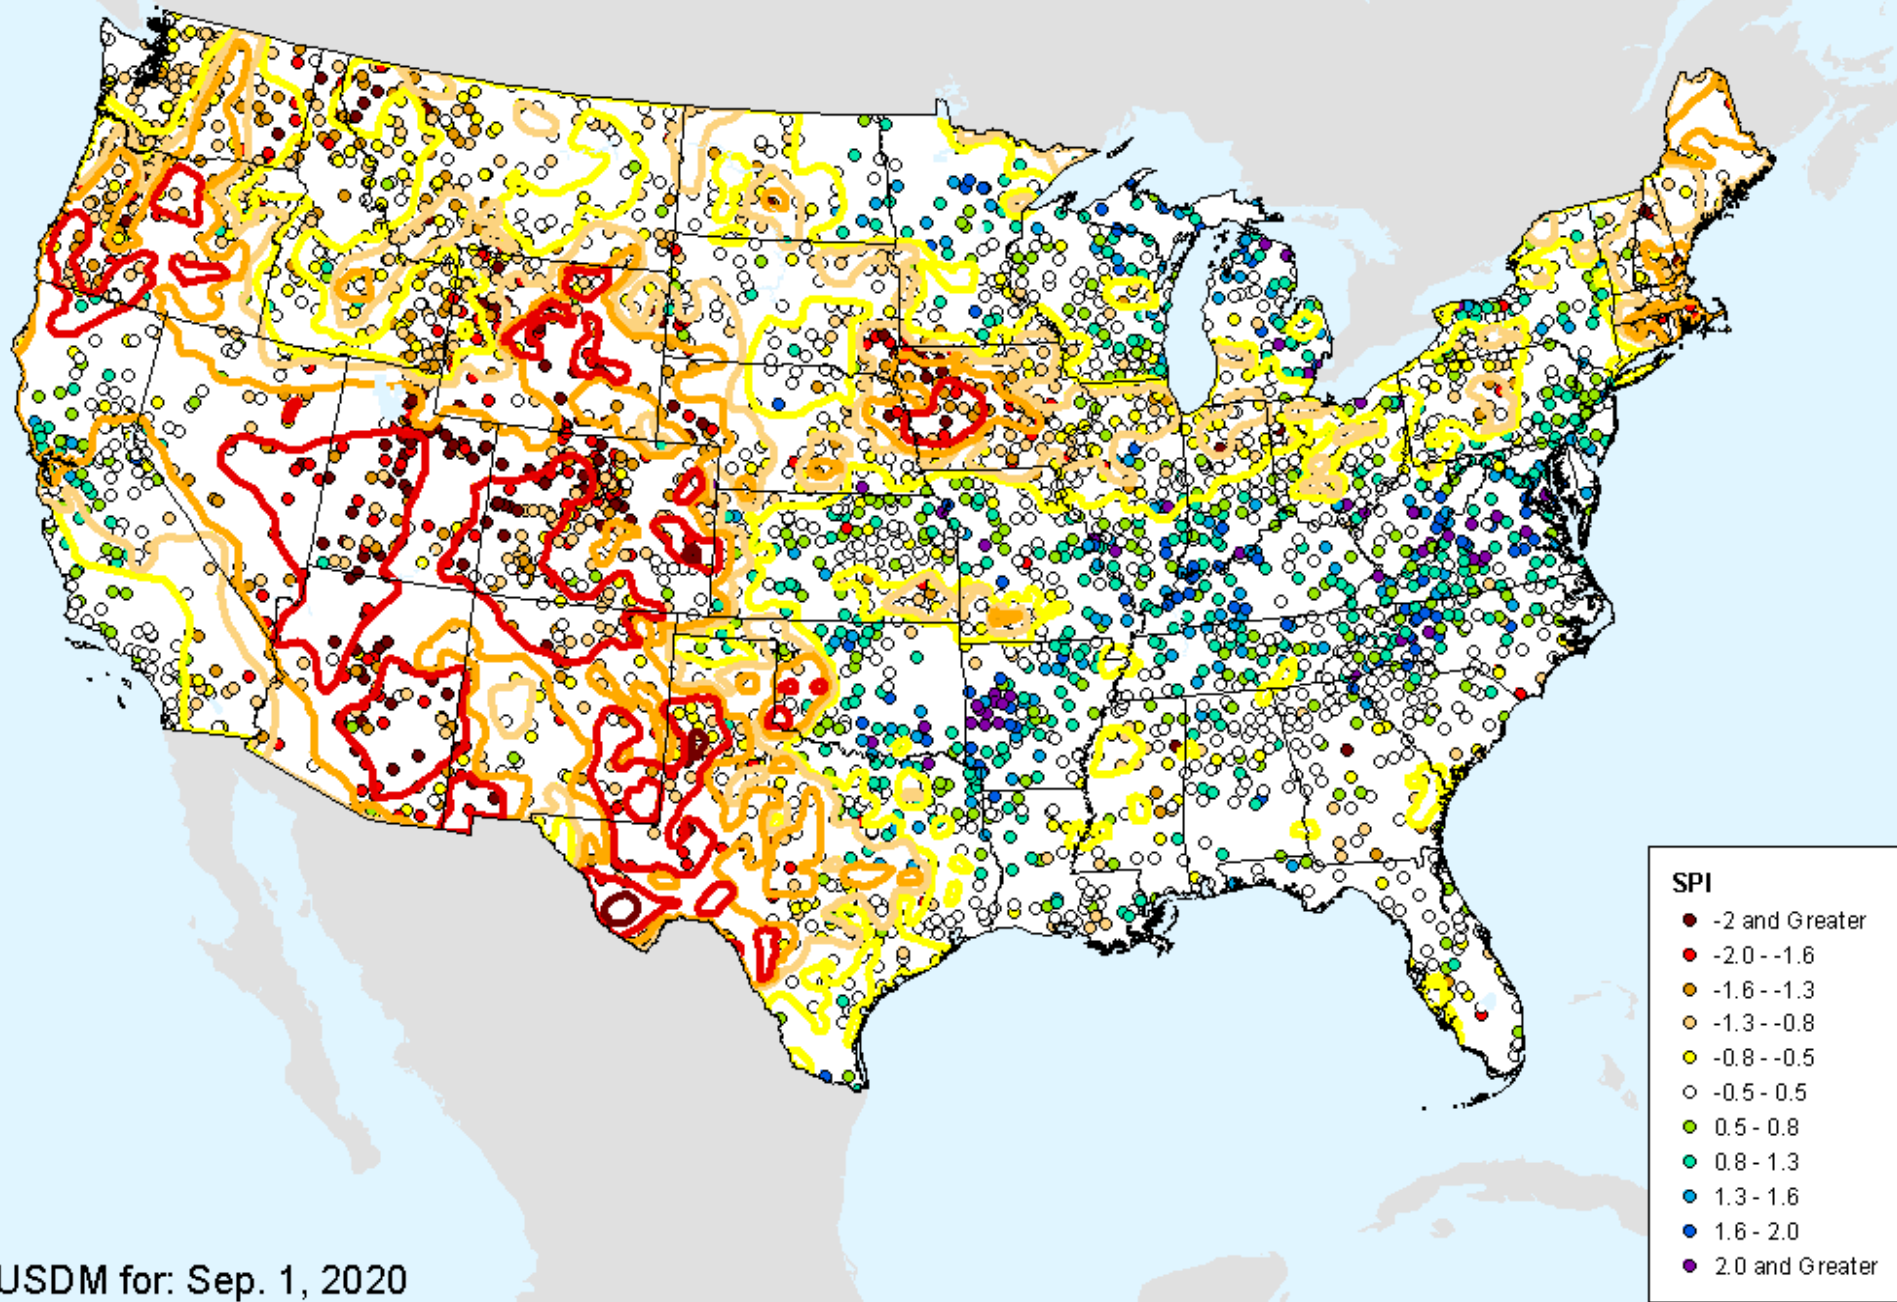 SPI
-2 and Greater
-2.0 - -1.6
-1.6 - -1.3
-1.3 - -0.8
-0.8 - -0.5
-0.5 - 0.5
0.5 - 0.8
0.8 - 1.3
1.3 - 1.6
1.6 - 2.0
2.0 and Greater
USDM for: Sep. 1, 2020